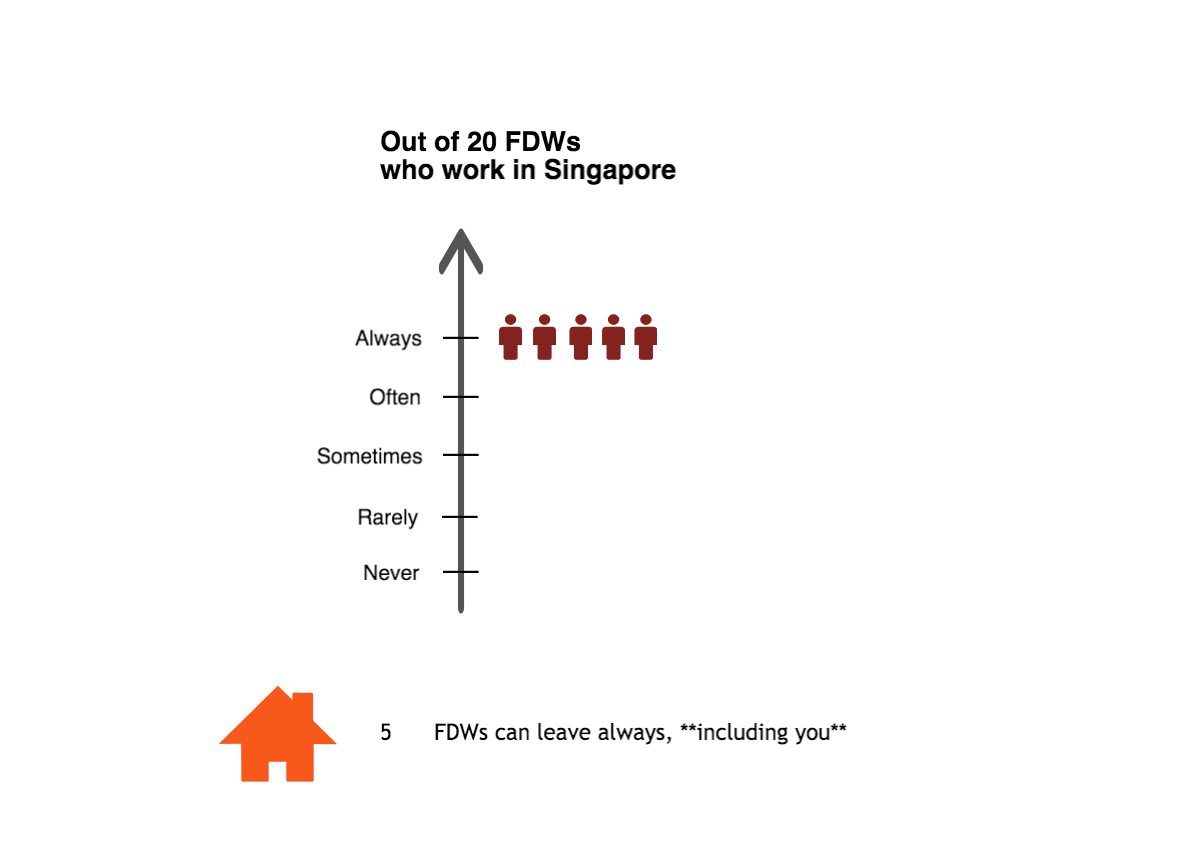 Out of 20 FDWs
who work in Singapore
Always
Often
Sometimes
Rarely
Never
5 FDWs can leave always, **including you**